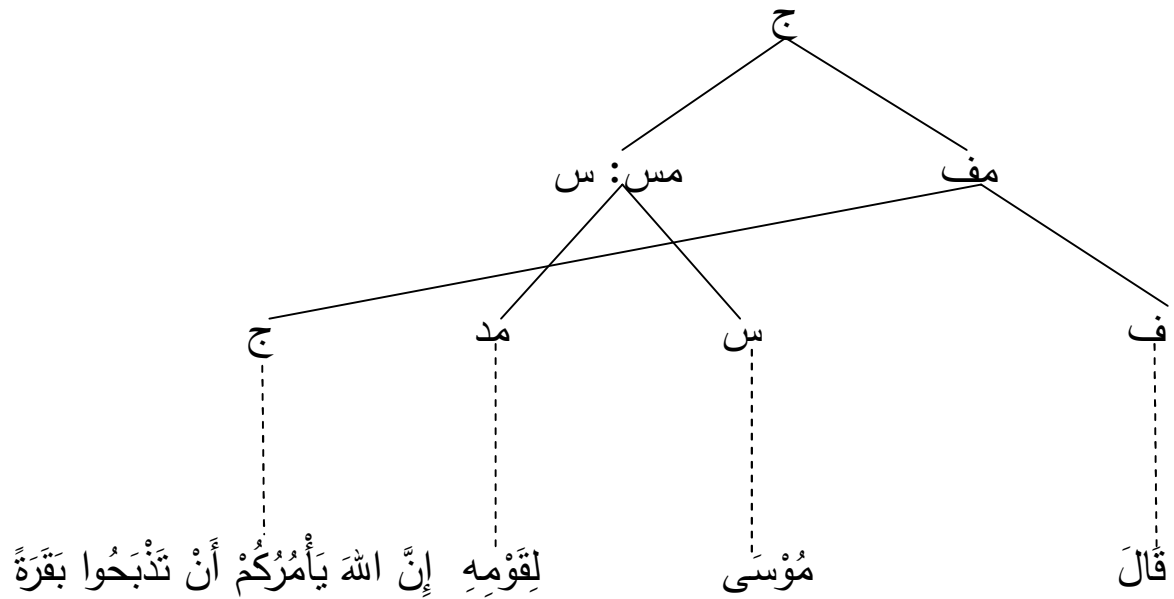 ج
مف مس: س
ف س مد ج
قَالَ مُوْسَى لِقَوْمِهِ إِنَّ اللهَ يَأْمُرُكُمْ أَنْ تَذْبَحُوا بَقَرَةً